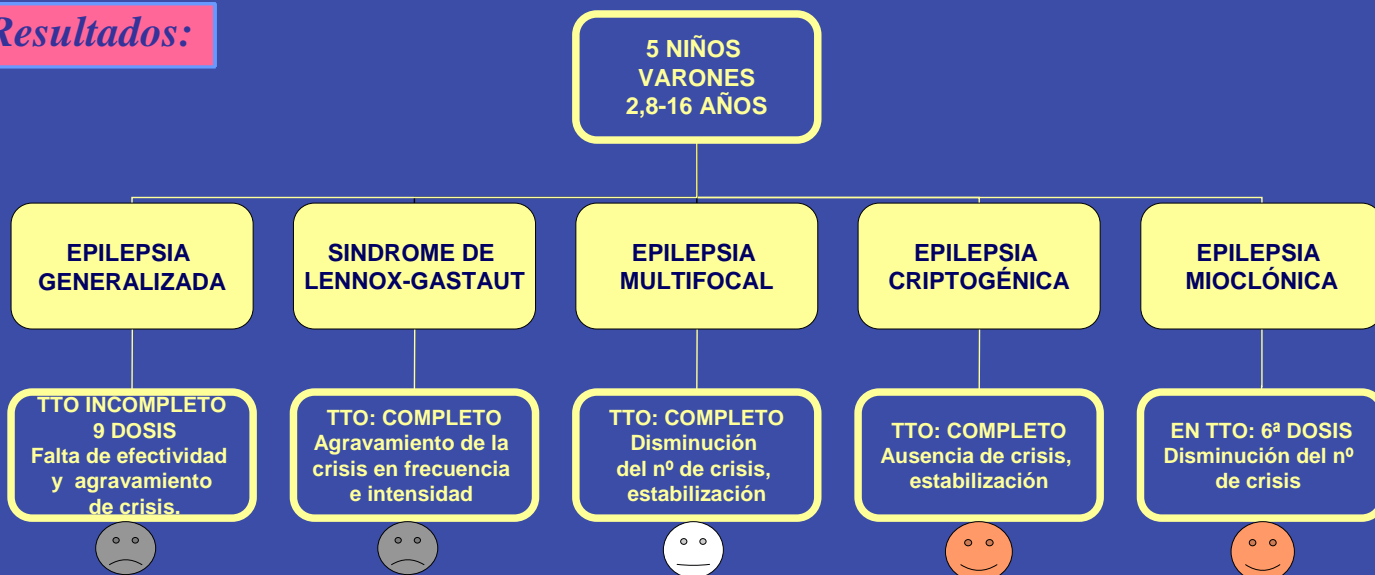 Resultados:
5 NIÑOS
VARONES
2,8-16 AÑOS
EPILEPSIA
GENERALIZADA
SINDROME DE
LENNOX-GASTAUT
EPILEPSIA
MULTIFOCAL
EPILEPSIA
CRIPTOGÉNICA
EPILEPSIA
MIOCLÓNICA
TTO INCOMPLETO
9 DOSIS
Falta de efectividad
y agravamiento
de crisis.
TTO: COMPLETO
Agravamiento de la
crisis en frecuencia
e intensidad
TTO: COMPLETO
Disminución
del nº de crisis,
estabilización
TTO: COMPLETO
Ausencia de crisis,
estabilización
EN TTO: 6ª DOSIS
Disminución del nº
de crisis